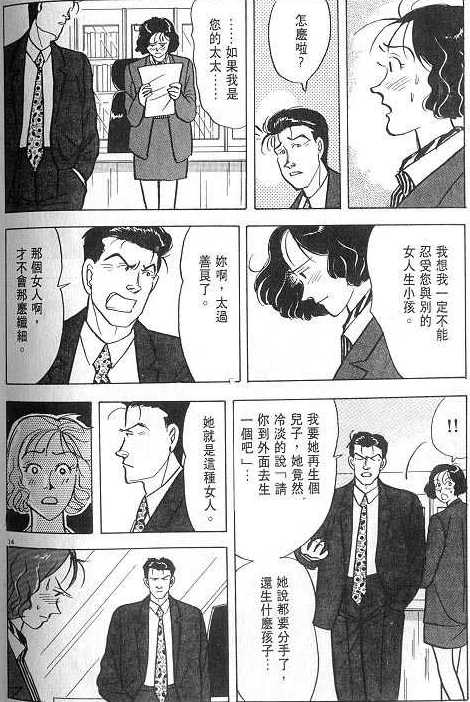 怎麼啦？
……如果我是
您的太太……
我想我一定不能
忍受您與別的
女人生小孩。
妳啊，太過
善良了。
那個女人啊，
才不會那麼纖細。
!!
我要她再生個
兒子，她竟然
冷淡的說「請
你到外面去生
一個吧」…
她說都要分手了，
還生什麼孩子…
她就是這種女人。
14